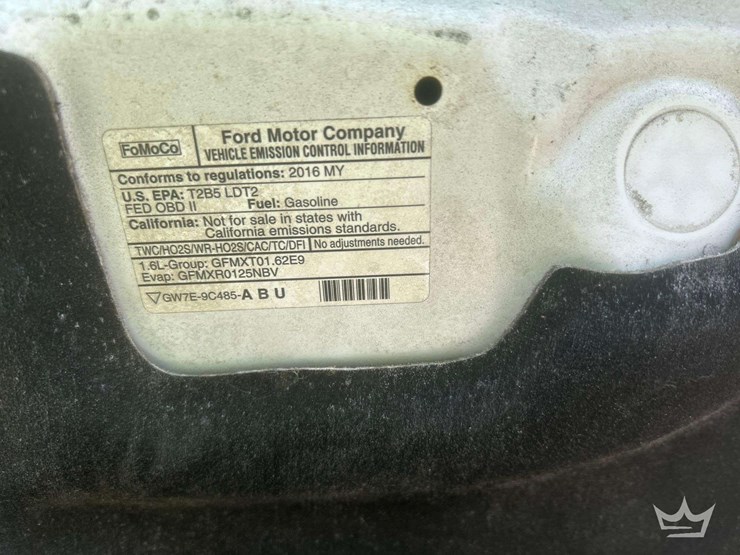 FoMoCo
Ford Motor Company
VEHICLE EMISSION CONTROL INFORMATION
Conforms to regulations: 2016 MY
U.S. EPA: T2B5 LDT2
FED OBD II Fuel: Gasoline
California: Not for sale in states with
California emissions standards.
TWC/HO2S/WR-HO2S/CAC/TC/DFI No adjustments needed.
1.6L-Group: GFMXT01.62E9
Evap: GFMXR0125NBV
GW7E-9C485-A B U